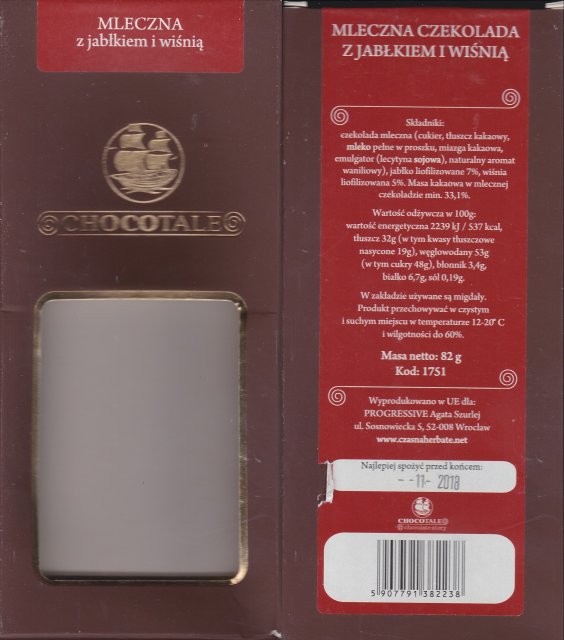 MLECZNA
z jabłkiem i wiśnią
CHOCOTALE
MLECZNA CZEKOLADA
Z JABŁKIEM I WIŚNIĄ
Składniki:
czekolada mleczna (cukier, tłuszcz kakaowy,
mleko pełne w proszku, miazga kakaowa,
emulgator (lecytyna sojowa), naturalny aromat
waniliowy), jabłko liofilizowane 7%, wiśnia
liofilizowana 5%. Masa kakaowa w mlecznej
czekoladzie min. 33,1%.
Wartość odżywcza w 100g:
wartość energetyczna 2239 kJ / 537 kcal,
tłuszcz 32g (w tym kwasy tłuszczowe
nasycone 19g), węglowodany 53g
(w tym cukry 48g), błonnik 3,4g,
białko 6,7g, sól 0,19g.
W zakładzie używane są migdały.
Produkt przechowywać w czystym
i suchym miejscu w temperaturze 12-20° C
i wilgotności do 60%.
Masa netto: 82 g
Kod: 1751
Wyprodukowano w UE dla:
PROGRESSIVE Agata Szurlej
ul. Sosnowiecka 5, 52-008 Wrocław
www.czasnaherbate.net
Najlepiej spożyć przed końcem:
- -11- 2018
CHOCOTALE
chocolate story
5 907791 382238